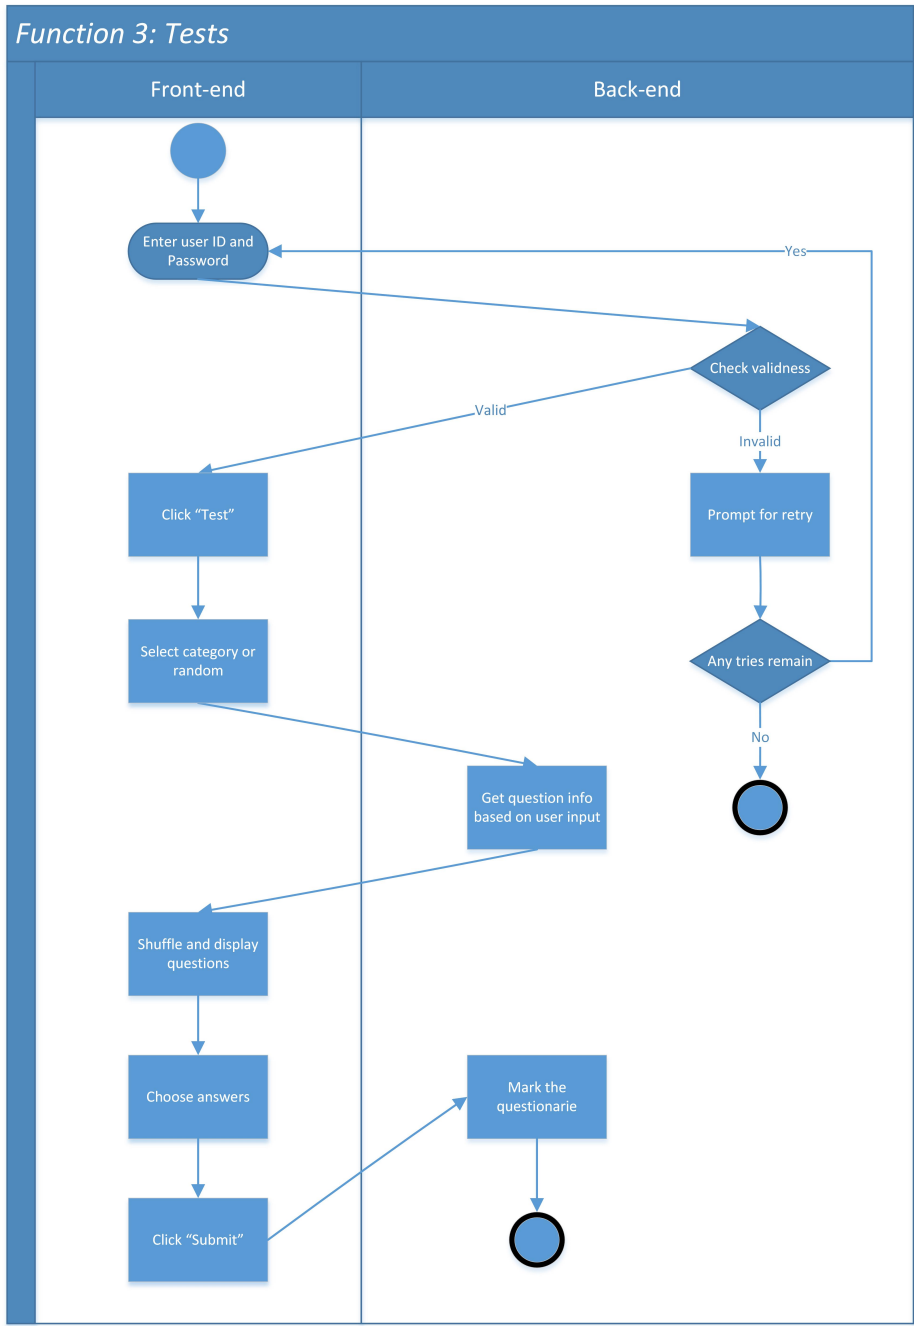 Function 3: Tests
Front-end
Back-end
Enter user ID and
Password
Yes
Check validness
Valid
Invalid
Click “Test”
Prompt for retry
Select category or
random
Any tries remain
No
Get question info
based on user input
Shuffle and display
questions
Choose answers
Mark the
questionarie
Click “Submit”